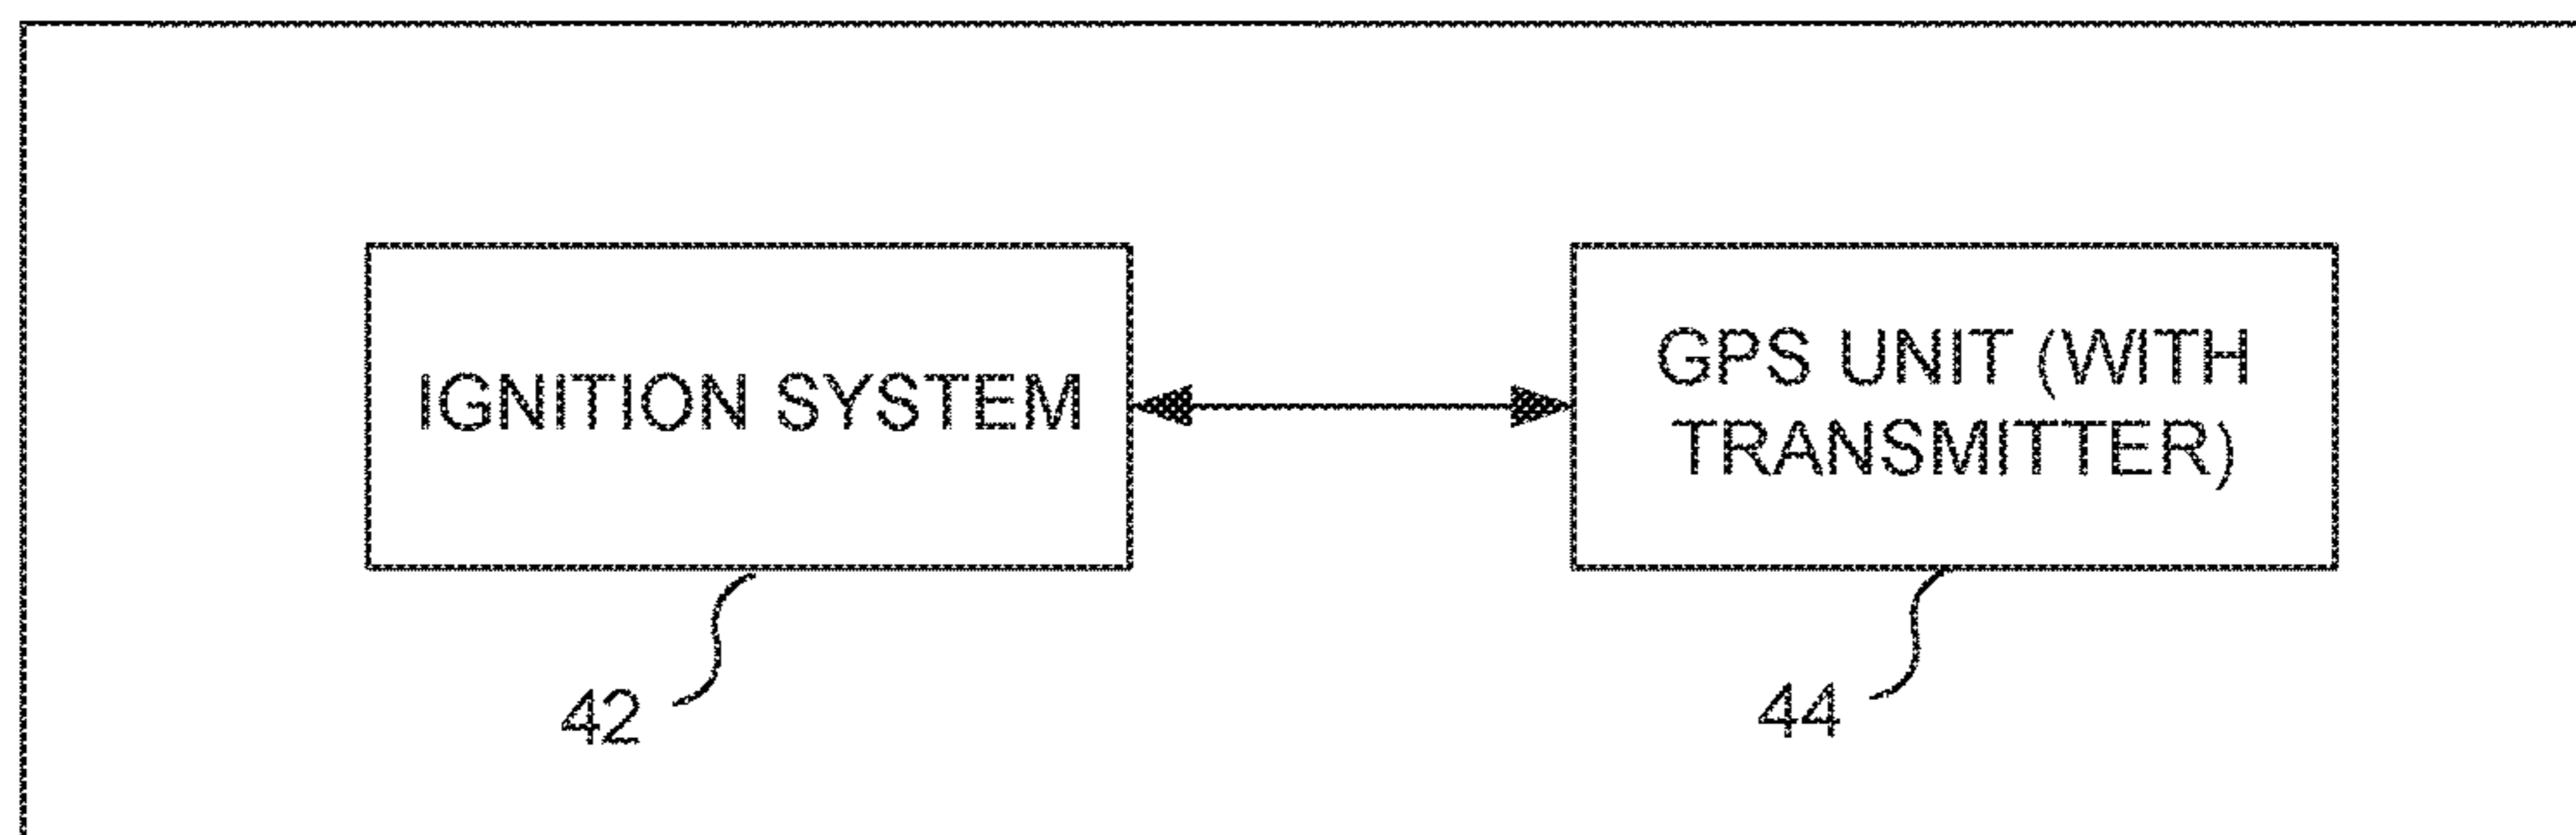 IGNITION SYSTEM
GPS UNIT (WITH
TRANSMITTER)
42
44